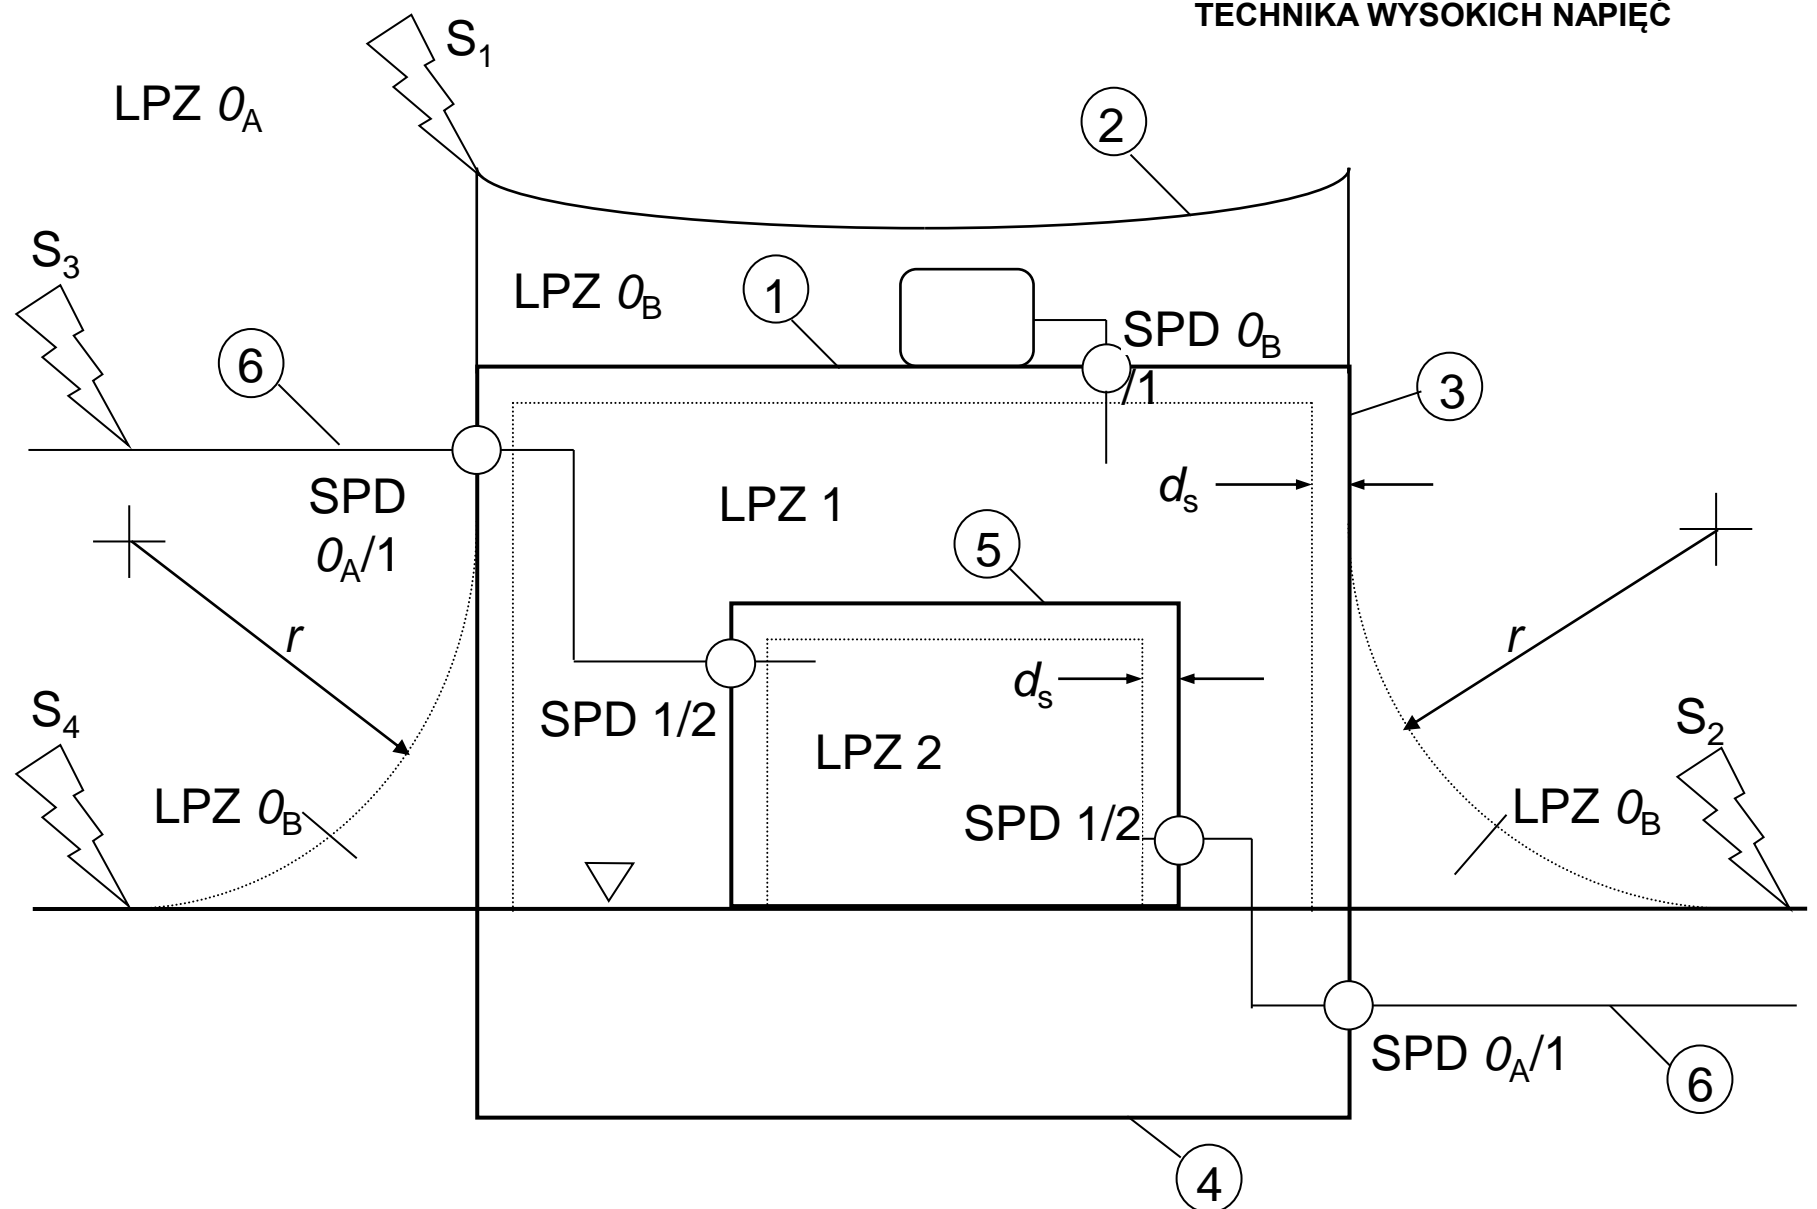 TECHNIKA WYSOKICH NAPIĘĆ
S1
LPZ 0A
2
S3
LPZ 0B
1
SPD 0B
/1
6
3
SPD
0A/1
LPZ 1
ds
5
r
r
S4
SPD 1/2
ds
S2
LPZ 2
LPZ 0B
SPD 1/2
LPZ 0B
SPD 0A/1
6
4